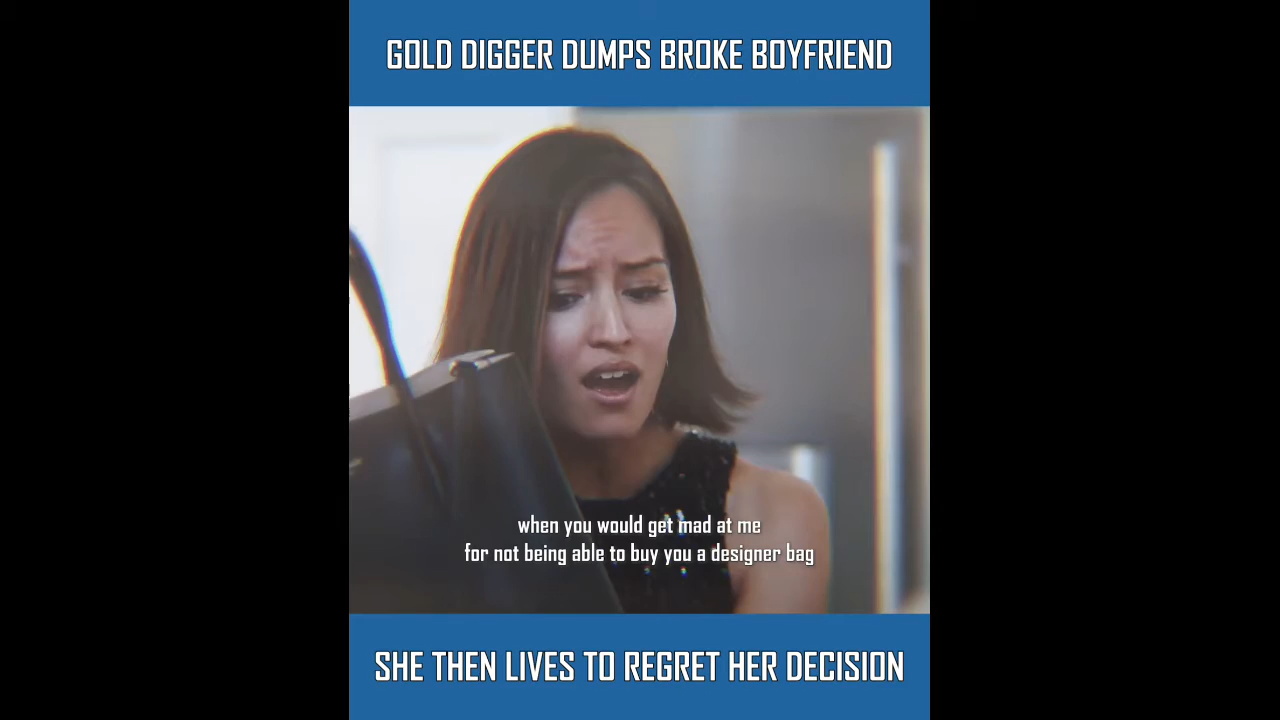 GOLD DIGGER DUMPS BROKE BOYFRIEND
when you would get mad at me
for not being able to buy you a designer bag
SHE THEN LIVES TO REGRET HER DECISION